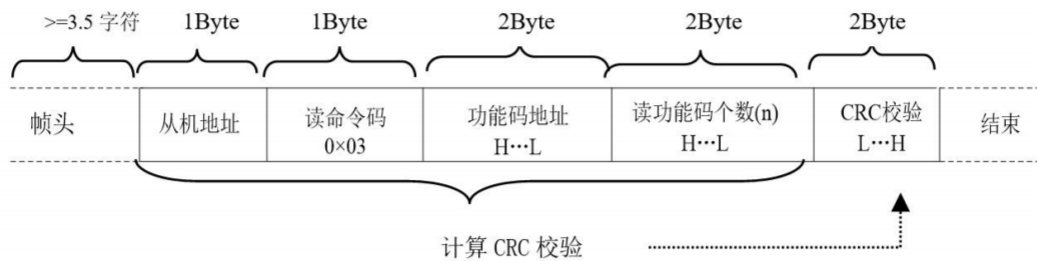 >=3.5 字符 1Byte 1Byte 2Byte 2Byte 2Byte
帧头 从机地址 读命令码 功能码地址 读功能码个数(n) CRC校验 结束
0×03 H…L H…L L…H
计算 CRC 校验